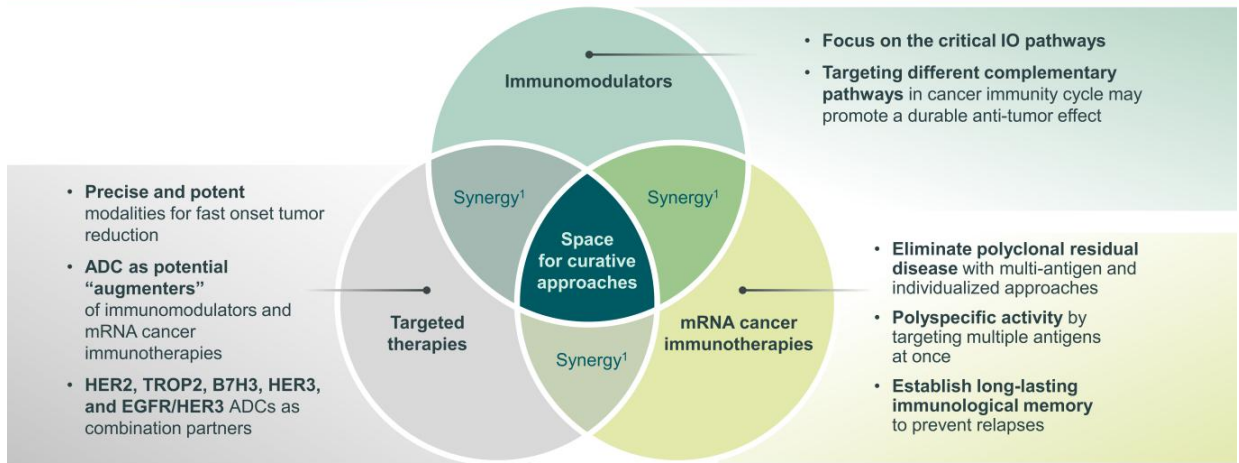 Immunomodulators
• Focus on the critical IO pathways
• Targeting different complementary
pathways in cancer immunity cycle may
promote a durable anti-tumor effect
• Precise and potent
modalities for fast onset tumor
reduction
• ADC as potential
“augmenters”
of immunomodulators and
mRNA cancer
immunotherapies
• HER2, TROP2, B7H3, HER3,
and EGFR/HER3 ADCs as
combination partners
Synergy¹
Synergy¹
Space
for curative
approaches
Targeted
therapies
mRNA cancer
immunotherapies
Synergy¹
• Eliminate polyclonal residual
disease with multi-antigen and
individualized approaches
• Polyspecific activity by
targeting multiple antigens
at once
• Establish long-lasting
immunological memory
to prevent relapses